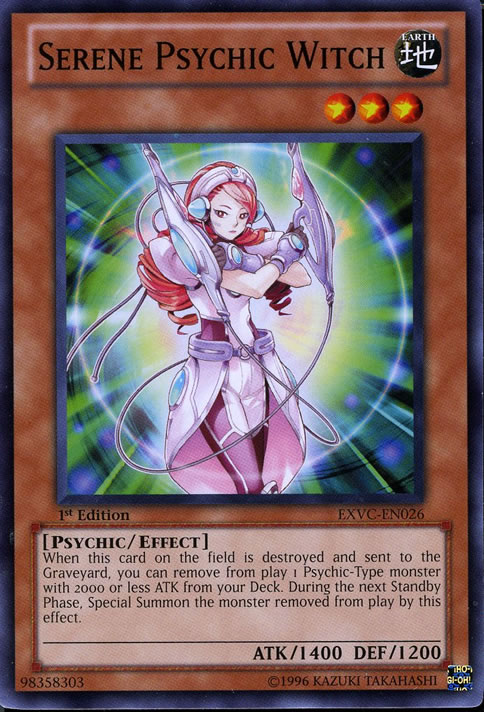 SERENE PSYCHIC WITCH
EARTH
地
1st Edition
EXVC-EN026
[PSYCHIC/EFFECT]
When this card on the field is destroyed and sent to the
Graveyard, you can remove from play 1 Psychic-Type monster
with 2000 or less ATK from your Deck. During the next Standby
Phase, Special Summon the monster removed from play by this
effect.
ATK/1400 DEF/1200
98358303
©1996 KAZUKI TAKAHASHI